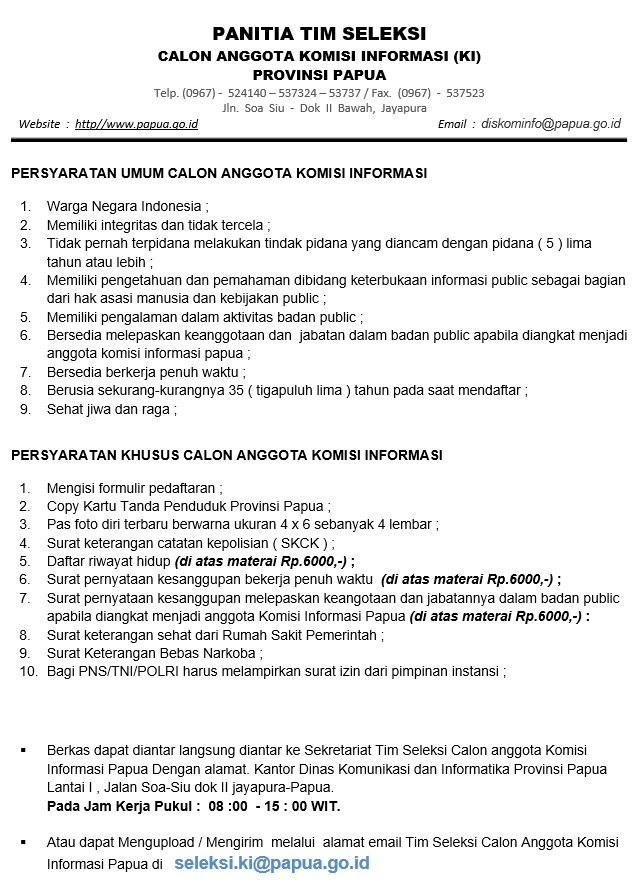 PANITIA TIM SELEKSI
CALON ANGGOTA KOMISI INFORMASI (KI)
PROVINSI PAPUA
Telp. (0967) - 524140 – 537324 – 53737 / Fax. (0967) - 537523
Jln. Soa Siu - Dok II Bawah, Jayapura
Website : http//www.papua.go.id Email : diskominfo@papua.go.id
PERSYARATAN UMUM CALON ANGGOTA KOMISI INFORMASI
1. Warga Negara Indonesia ;
2. Memiliki integritas dan tidak tercela ;
3. Tidak pernah terpidana melakukan tindak pidana yang diancam dengan pidana ( 5 ) lima
tahun atau lebih ;
4. Memiliki pengetahuan dan pemahaman dibidang keterbukaan informasi public sebagai bagian
dari hak asasi manusia dan kebijakan public ;
5. Memiliki pengalaman dalam aktivitas badan public ;
6. Bersedia melepaskan keanggotaan dan jabatan dalam badan public apabila diangkat menjadi
anggota komisi informasi papua ;
7. Bersedia berkerja penuh waktu ;
8. Berusia sekurang-kurangnya 35 ( tigapuluh lima ) tahun pada saat mendaftar ;
9. Sehat jiwa dan raga ;
PERSYARATAN KHUSUS CALON ANGGOTA KOMISI INFORMASI
1. Mengisi formulir pedaftaran ;
2. Copy Kartu Tanda Penduduk Provinsi Papua ;
3. Pas foto diri terbaru berwarna ukuran 4 x 6 sebanyak 4 lembar ;
4. Surat keterangan catatan kepolisian ( SKCK ) ;
5. Daftar riwayat hidup (di atas materai Rp.6000,-) ;
6. Surat pernyataan kesanggupan bekerja penuh waktu (di atas materai Rp.6000,-) ;
7. Surat pernyataan kesanggupan melepaskan keangotaan dan jabatannya dalam badan public
apabila diangkat menjadi anggota Komisi Informasi Papua (di atas materai Rp.6000,-) :
8. Surat keterangan sehat dari Rumah Sakit Pemerintah ;
9. Surat Keterangan Bebas Narkoba ;
10. Bagi PNS/TNI/POLRI harus melampirkan surat izin dari pimpinan instansi ;
▪ Berkas dapat diantar langsung diantar ke Sekretariat Tim Seleksi Calon anggota Komisi
Informasi Papua Dengan alamat. Kantor Dinas Komunikasi dan Informatika Provinsi Papua
Lantai I , Jalan Soa-Siu dok II jayapura-Papua.
Pada Jam Kerja Pukul : 08 :00 - 15 : 00 WIT.
▪ Atau dapat Mengupload / Mengirim melalui alamat email Tim Seleksi Calon Anggota Komisi
Informasi Papua di seleksi.ki@papua.go.id